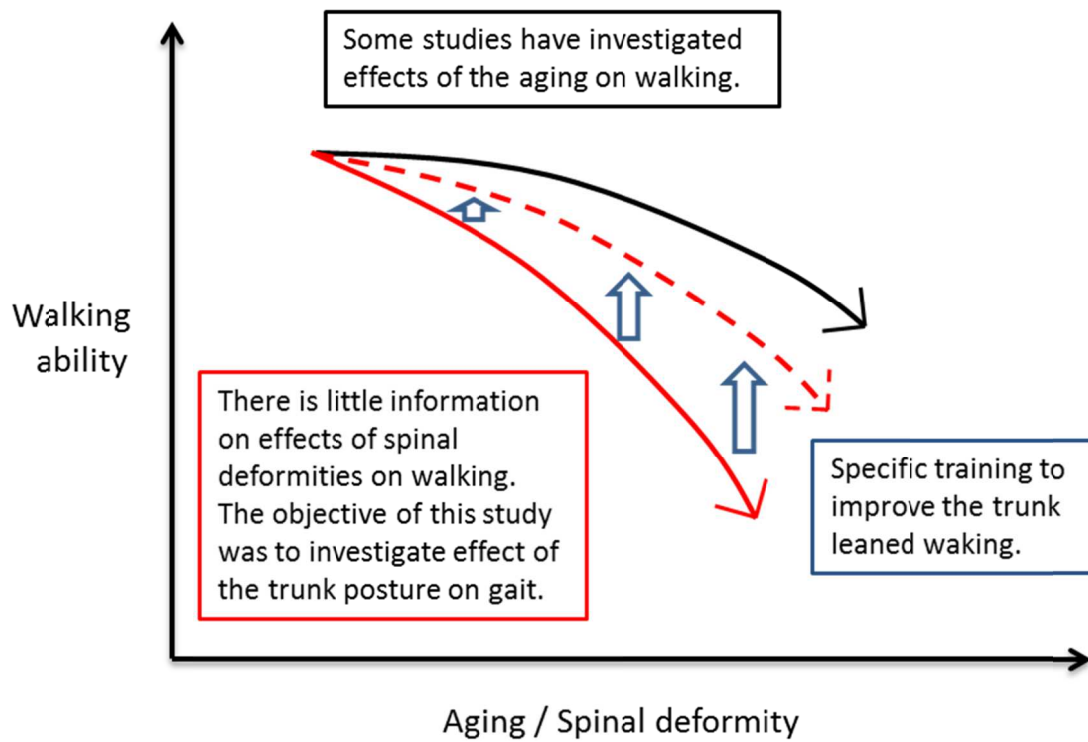 Some studies have investigated
effects of the aging on walking.
Walking
ability
There is little information
on effects of spinal
deformities on walking.
The objective of this study
was to investigate effect of
the trunk posture on gait.
Specific training to
improve the trunk
leaned waking.
Aging / Spinal deformity